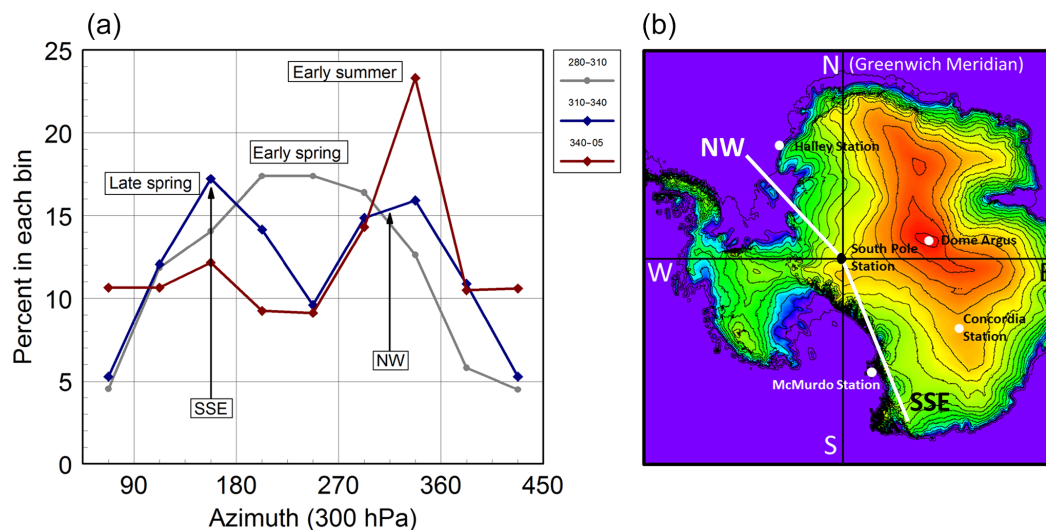 (a)
25
20
15
10
5
0
Percent in each bin
90
180
270
360
450
Azimuth (300 hPa)
Early summer
Early spring
Late spring
SSE
NW
280-310
310-340
340-05
(b)
N (Greenwich Meridian)
NW
Halley Station
Dome Argus
South Pole
Station
W
E
Concordia
Station
McMurdo Station
SSE
S